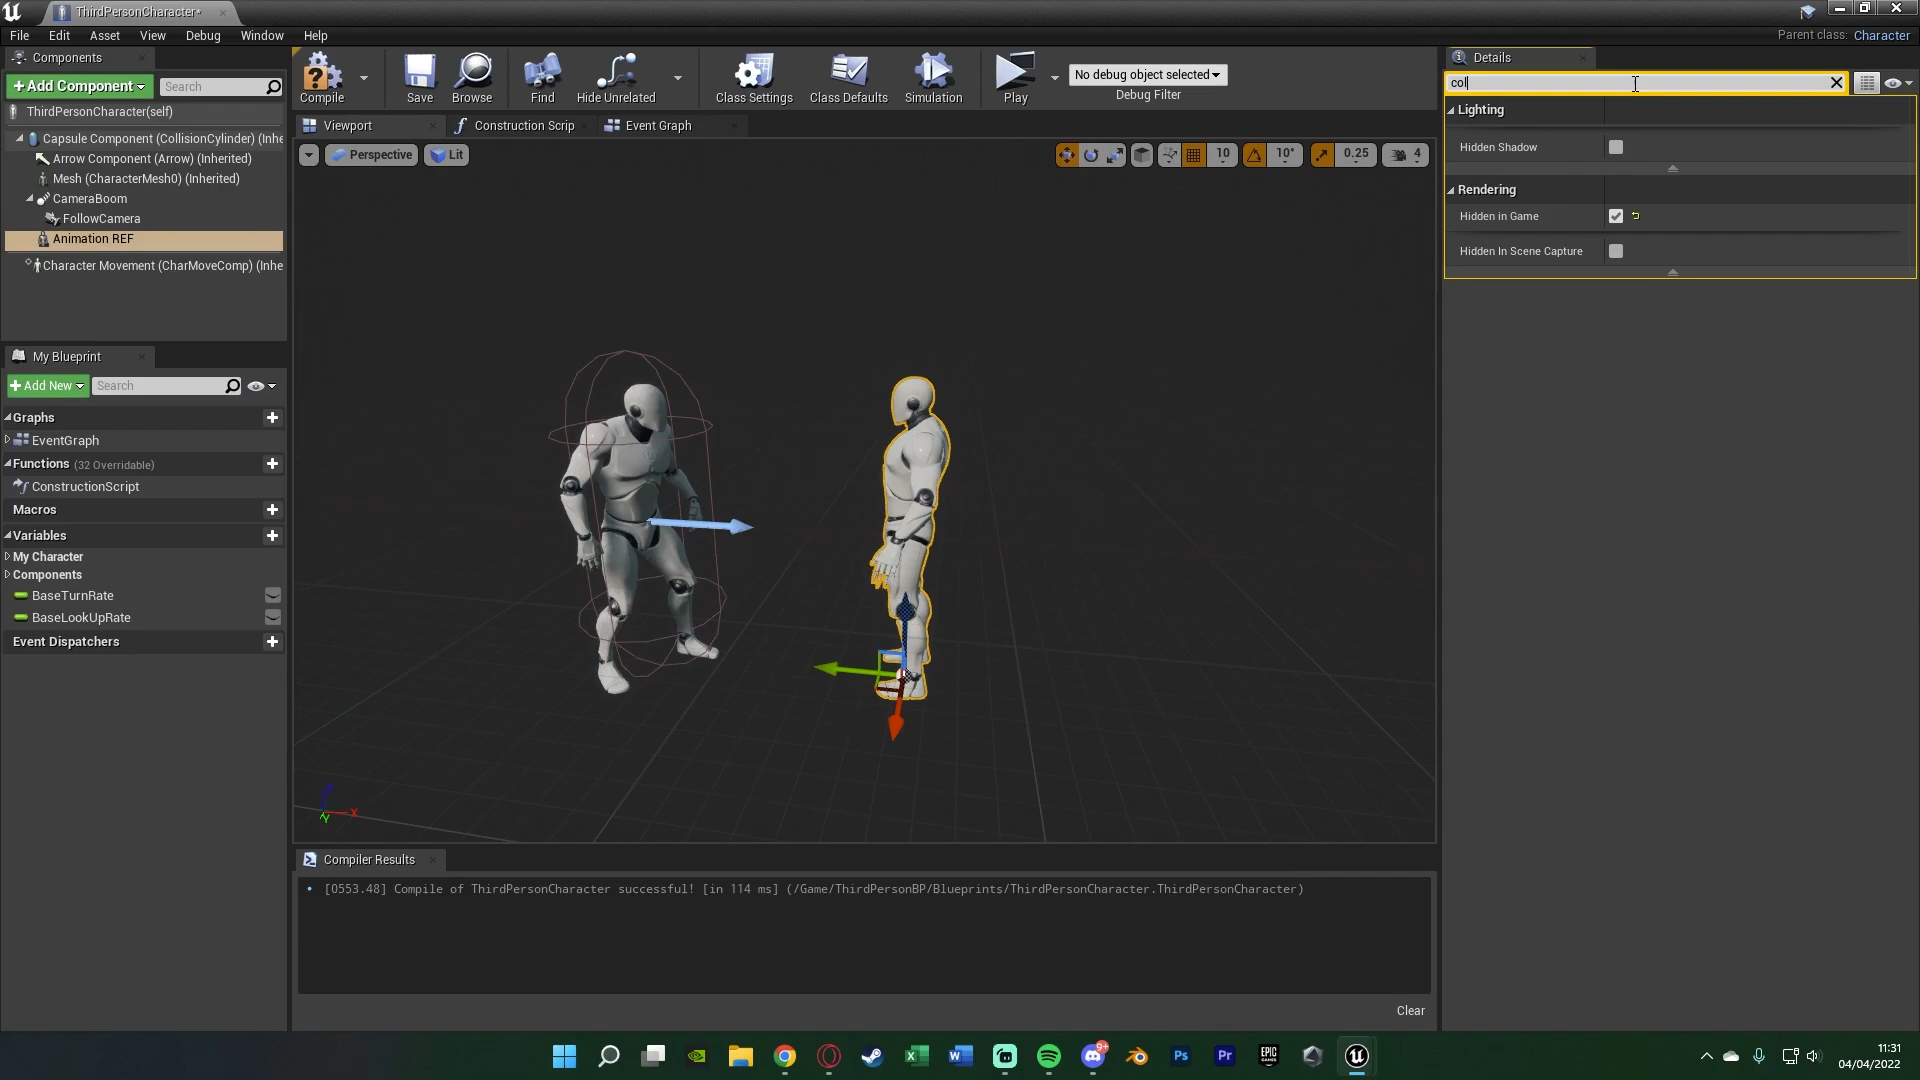 ThirdPersonCharacter*
File Edit Asset View Debug Window Help
Parent class: Character
Components
+Add Component
Search
ThirdPersonCharacter(self)
Capsule Component (CollisionCylinder) (Inhe
Arrow Component (Arrow) (Inherited)
Mesh (CharacterMesh0) (Inherited)
CameraBoom
FollowCamera
Animation REF
Character Movement (CharMoveComp) (Inhe
My Blueprint
+Add New
Search
Graphs
EventGraph
Functions (32 Overridable)
ConstructionScript
Macros
Variables
My Character
Components
BaseTurnRate
BaseLookUpRate
Event Dispatchers
Compile
Save
Browse
Find
Hide Unrelated
Class Settings
Class Defaults
Simulation
Play
No debug object selected
Debug Filter
Viewport
Construction Scrip
Event Graph
Perspective
Lit
10
10°
0.25
4
X
Y
Z
Compiler Results
[0553.48] Compile of ThirdPersonCharacter successful! [in 114 ms] (/Game/ThirdPersonBP/Blueprints/ThirdPersonCharacter.ThirdPersonCharacter)
Clear
Details
col
Lighting
Hidden Shadow
Rendering
Hidden in Game
Hidden In Scene Capture
Ps
Pr
EPIC
GAMES
9+
11:31
04/04/2022